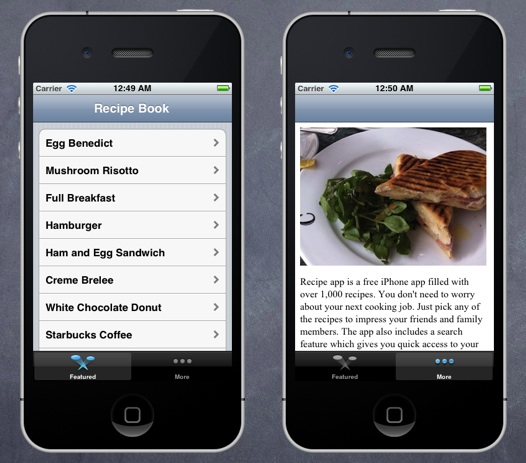 Carrier 12:49 AM
Recipe Book
Egg Benedict
Mushroom Risotto
Full Breakfast
Hamburger
Ham and Egg Sandwich
Creme Brelee
White Chocolate Donut
Starbucks Coffee
Featured More
Carrier 12:50 AM
Recipe app is a free iPhone app filled with
over 1,000 recipes. You don't need to worry
about your next cooking job. Just pick any of
the recipes to impress your friends and family
members. The app also includes a search
feature which gives you quick access to your
Featured More